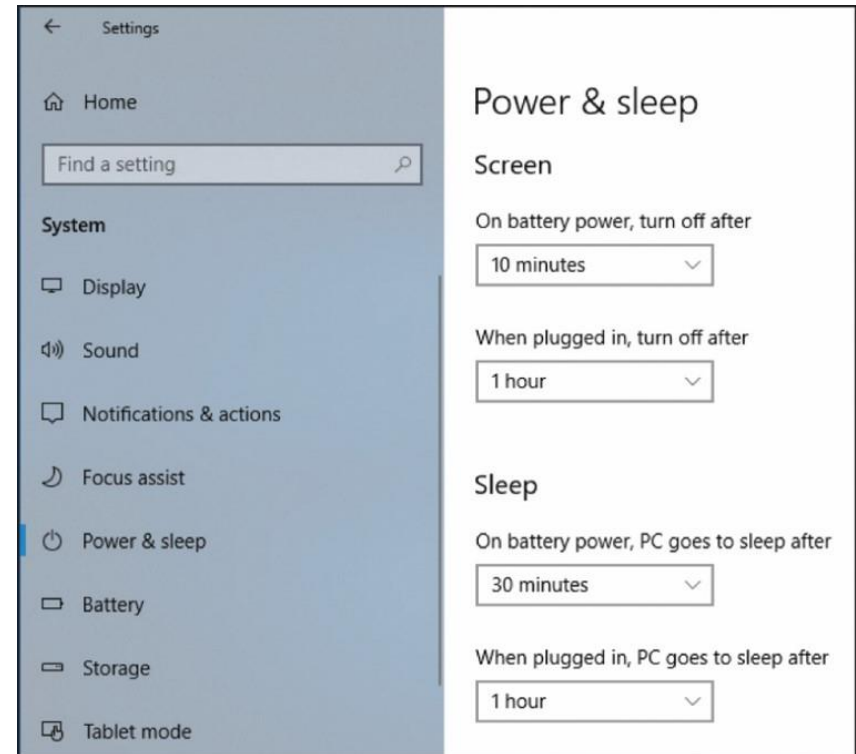 Settings
Home
Find a setting
System
Display
Sound
Notifications & actions
Focus assist
Power & sleep
Battery
Storage
Tablet mode
Power & sleep
Screen
On battery power, turn off after
10 minutes
When plugged in, turn off after
1 hour
Sleep
On battery power, PC goes to sleep after
30 minutes
When plugged in, PC goes to sleep after
1 hour